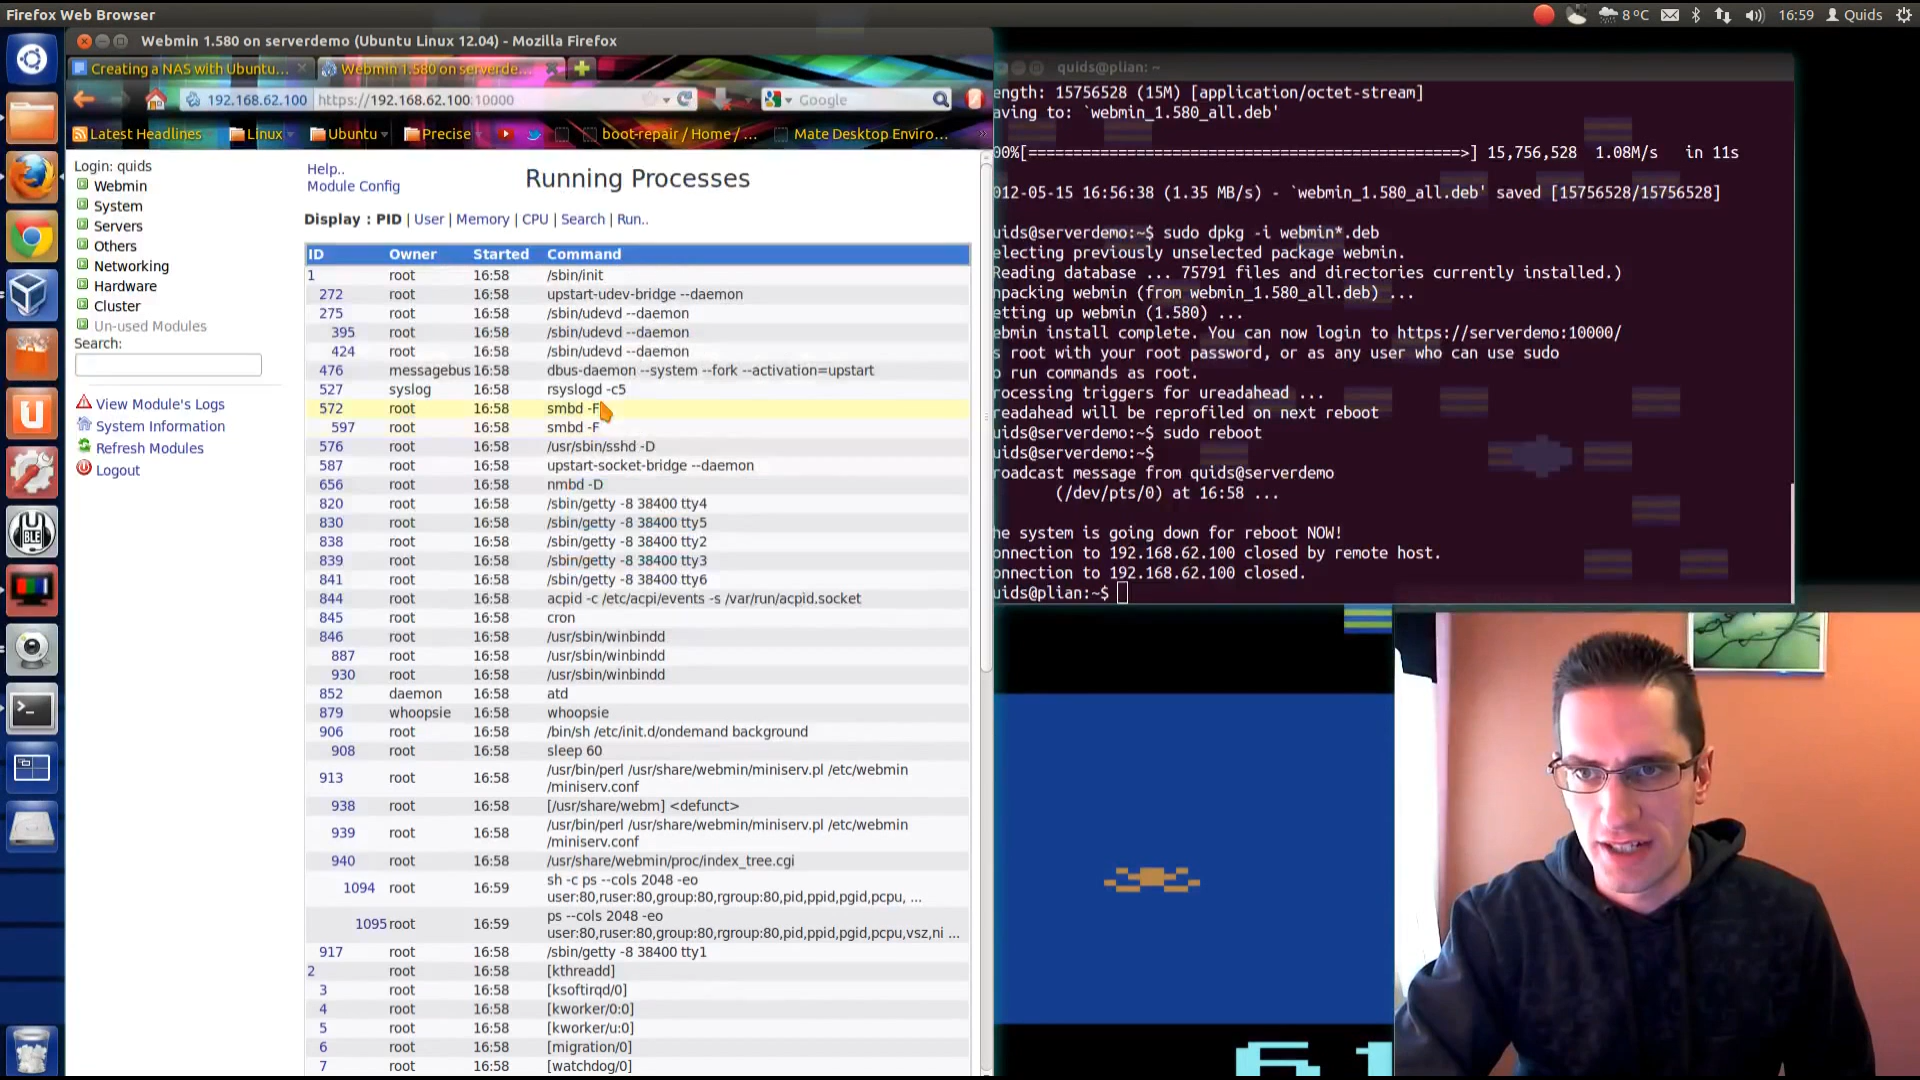 Firefox Web Browser
8 °C
16:59
Quids
Webmin 1.580 on serverdemo (Ubuntu Linux 12.04) - Mozilla Firefox
Creating a NAS with Ubuntu...
Webmin 1.580 on serverde...
192.168.62.100
https://192.168.62.100:10000
Google
Latest Headlines
Linux
Ubuntu
Precise
boot-repair / Home / ...
Mate Desktop Enviro...
Login: quids
Webmin
System
Servers
Others
Networking
Hardware
Cluster
Un-used Modules
Search:
View Module's Logs
System Information
Refresh Modules
Logout
Help..
Module Config
Running Processes
Display : PID | User | Memory | CPU | Search | Run..
ID Owner Started Command
1 root 16:58 /sbin/init
272 root 16:58 upstart-udev-bridge --daemon
275 root 16:58 /sbin/udevd --daemon
395 root 16:58 /sbin/udevd --daemon
424 root 16:58 /sbin/udevd --daemon
476 messagebus 16:58 dbus-daemon --system --fork --activation=upstart
527 syslog 16:58 rsyslogd -c5
572 root 16:58 smbd -F
597 root 16:58 smbd -F
576 root 16:58 /usr/sbin/sshd -D
587 root 16:58 upstart-socket-bridge --daemon
656 root 16:58 nmbd -D
820 root 16:58 /sbin/getty -8 38400 tty4
830 root 16:58 /sbin/getty -8 38400 tty5
838 root 16:58 /sbin/getty -8 38400 tty2
839 root 16:58 /sbin/getty -8 38400 tty3
841 root 16:58 /sbin/getty -8 38400 tty6
844 root 16:58 acpid -c /etc/acpi/events -s /var/run/acpid.socket
845 root 16:58 cron
846 root 16:58 /usr/sbin/winbindd
887 root 16:58 /usr/sbin/winbindd
930 root 16:58 /usr/sbin/winbindd
852 daemon 16:58 atd
879 whoopsie 16:58 whoopsie
906 root 16:58 /bin/sh /etc/init.d/ondemand background
908 root 16:58 sleep 60
913 root 16:58 /usr/bin/perl /usr/share/webmin/miniserv.pl /etc/webmin
/miniserv.conf
938 root 16:58 [/usr/share/webm] <defunct>
939 root 16:58 /usr/bin/perl /usr/share/webmin/miniserv.pl /etc/webmin
/miniserv.conf
940 root 16:58 /usr/share/webmin/proc/index_tree.cgi
1094 root 16:59 sh -c ps --cols 2048 -eo
user:80,ruser:80,group:80,rgroup:80,pid,ppid,pgid,pcpu, ...
1095 root 16:59 ps --cols 2048 -eo
user:80,ruser:80,group:80,rgroup:80,pid,ppid,pgid,pcpu,vsz,ni ...
917 root 16:58 /sbin/getty -8 38400 tty1
2 root 16:58 [kthreadd]
3 root 16:58 [ksoftirqd/0]
4 root 16:58 [kworker/0:0]
5 root 16:58 [kworker/u:0]
6 root 16:58 [migration/0]
7 root 16:58 [watchdog/0]
quids@plian: ~
ength: 15756528 (15M) [application/octet-stream]
aving to: `webmin_1.580_all.deb'
00%[================================================>] 15,756,528 1.08M/s in 11s
012-05-15 16:56:38 (1.35 MB/s) - `webmin_1.580_all.deb' saved [15756528/15756528]
uids@serverdemo:~$ sudo dpkg -i webmin*.deb
electing previously unselected package webmin.
Reading database ... 75791 files and directories currently installed.)
npacking webmin (from webmin_1.580_all.deb) ...
etting up webmin (1.580) ...
ebmin install complete. You can now login to https://serverdemo:10000/
s root with your root password, or as any user who can use sudo
o run commands as root.
rocessing triggers for ureadahead ...
readahead will be reprofiled on next reboot
uids@serverdemo:~$ sudo reboot
uids@serverdemo:~$
roadcast message from quids@serverdemo
(/dev/pts/0) at 16:58 ...
he system is going down for reboot NOW!
onnection to 192.168.62.100 closed by remote host.
onnection to 192.168.62.100 closed.
uids@plian:~$